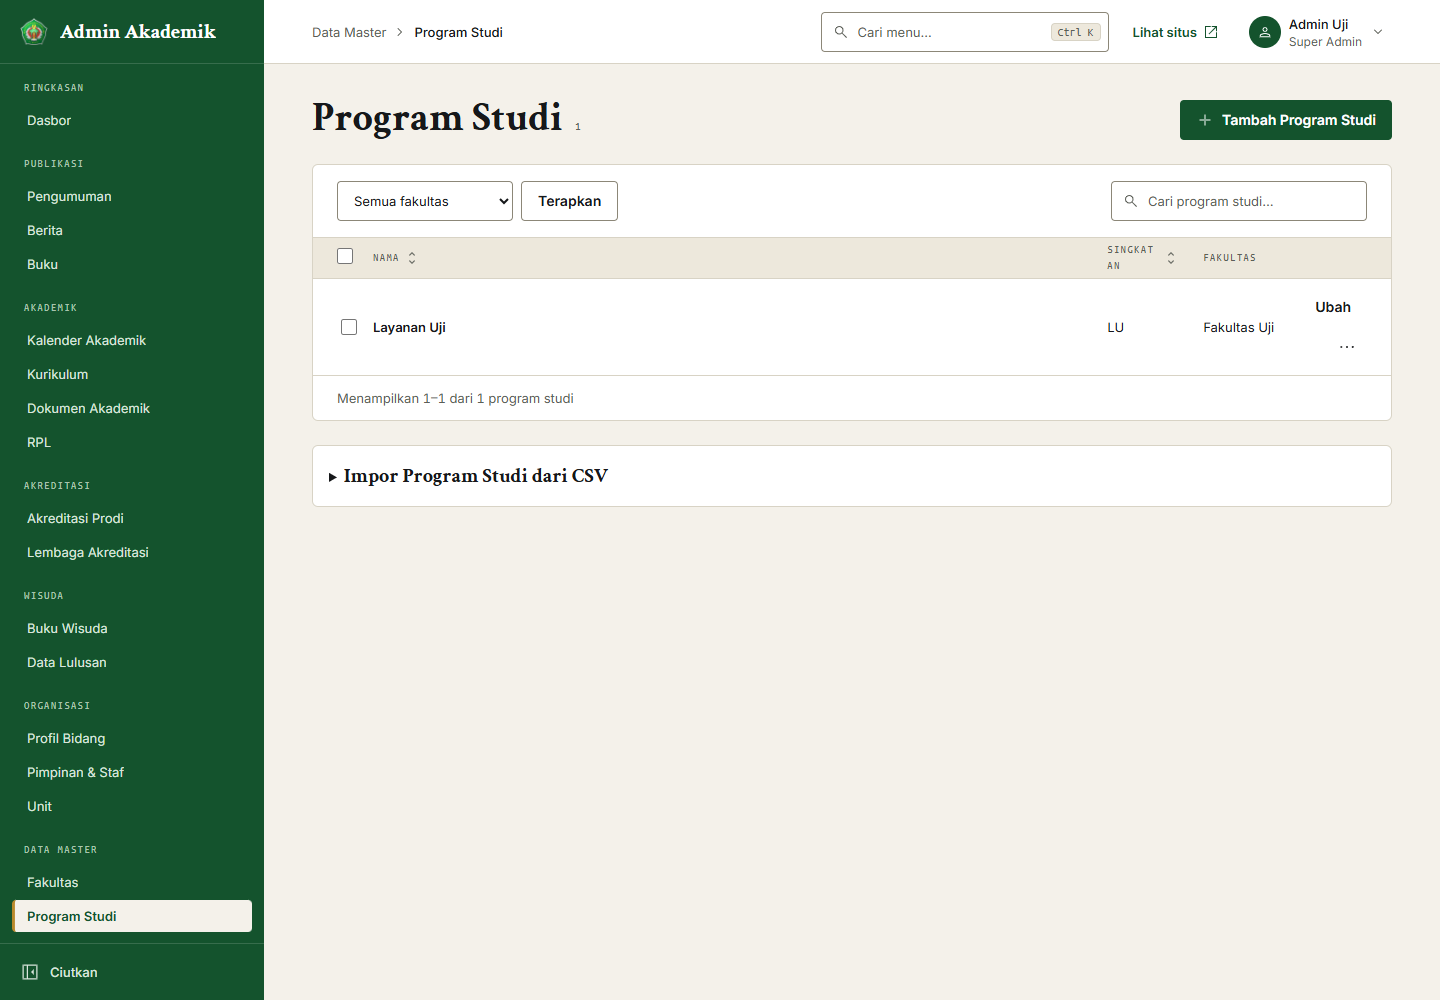 Admin Akademik
Data Master
Program Studi
Cari menu...
Ctrl K
Lihat situs
Admin Uji
Super Admin
RINGKASAN
Dasbor
PUBLIKASI
Pengumuman
Berita
Buku
AKADEMIK
Kalender Akademik
Kurikulum
Dokumen Akademik
RPL
AKREDITASI
Akreditasi Prodi
Lembaga Akreditasi
WISUDA
Buku Wisuda
Data Lulusan
ORGANISASI
Profil Bidang
Pimpinan & Staf
Unit
DATA MASTER
Fakultas
Program Studi
Ciutkan
Program Studi 1
Tambah Program Studi
Semua fakultas
Terapkan
Cari program studi...
NAMA
SINGKAT
AN
FAKULTAS
Layanan Uji
LU
Fakultas Uji
Ubah
...
Menampilkan 1–1 dari 1 program studi
Impor Program Studi dari CSV